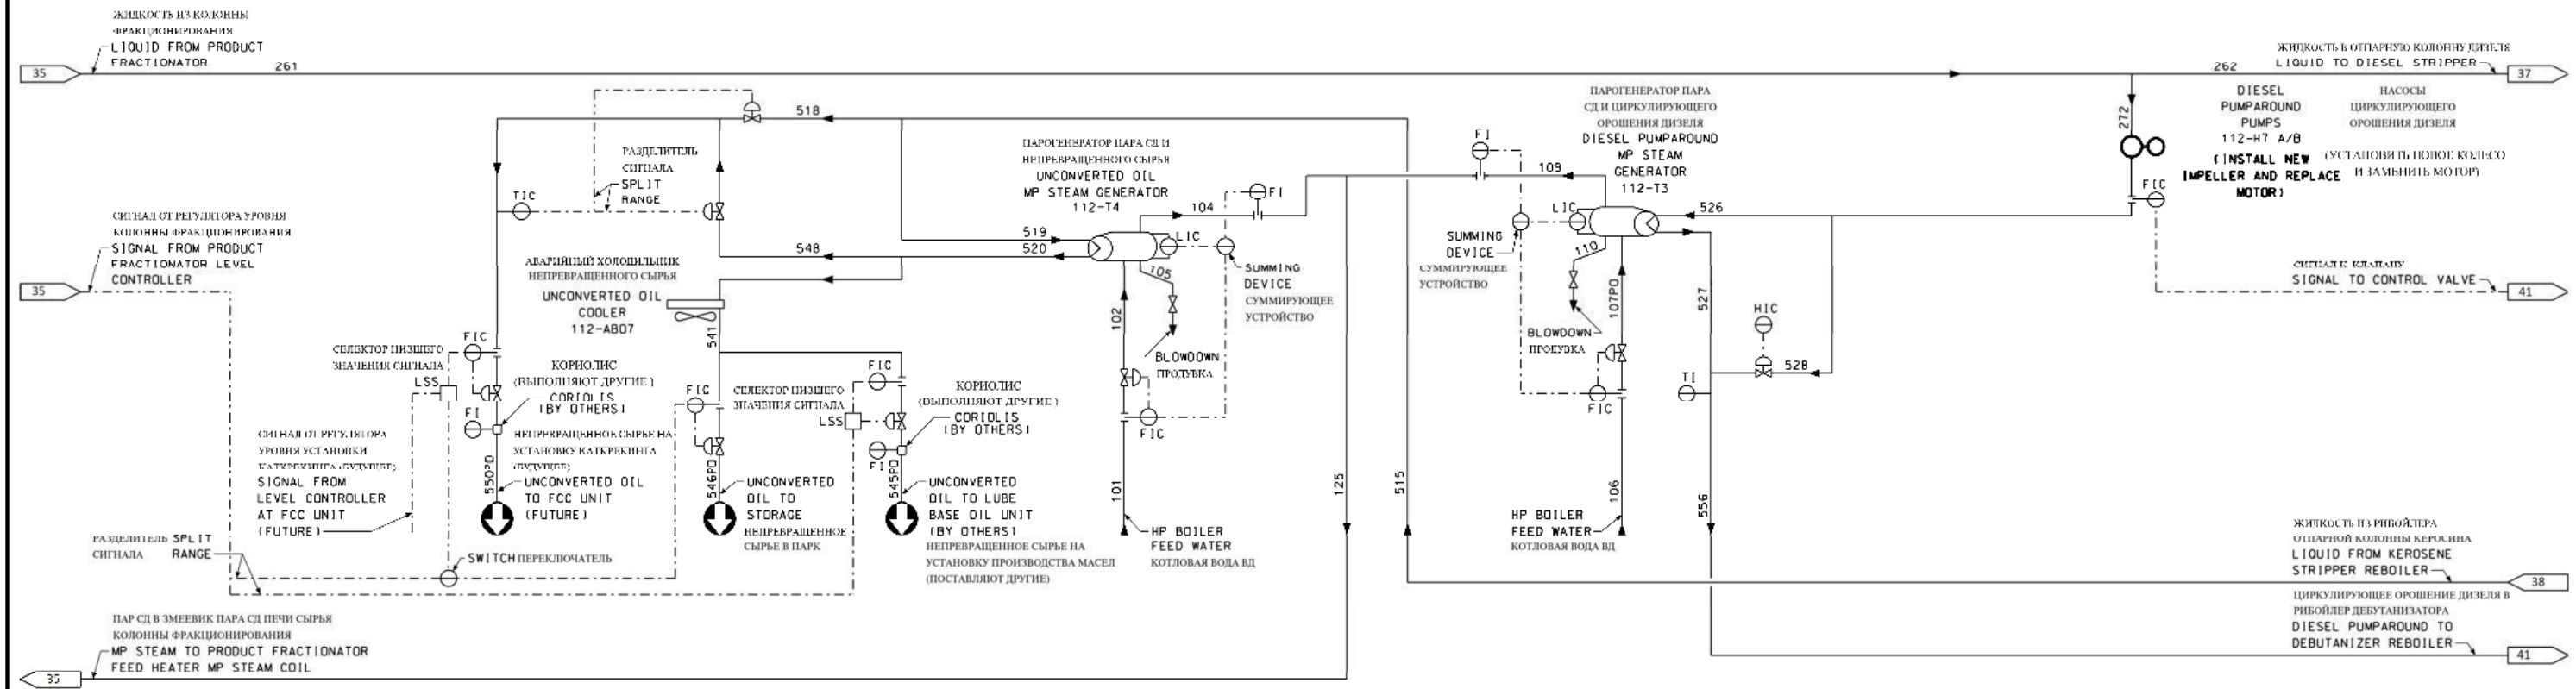 ЖИДКОСТЬ ИЗ КОЛОННЫ
ФРАКЦИОНИРОВАНИЯ
LIQUID FROM PRODUCT
FRACTIONATOR
35
261
ЖИДКОСТЬ В ОТПАРНУЮ КОЛОННУ ДИЗЕЛЯ
LIQUID TO DIESEL STRIPPER
262
37
518
РАЗДЕЛИТЕЛЬ
СИГНАЛА
SPLIT
RANGE
TIC
ПАРОГЕНЕРАТОР ПАРА СД И
НЕПРЕВРАЩЕННОГО СЫРЬЯ
UNCONVERTED OIL
MP STEAM GENERATOR
112-T4
FI
104
519
520
548
LIC
105
SUMMING
DEVICE
СУММИРУЮЩЕЕ
УСТРОЙСТВО
102
BLOWDOWN
ПРОДУВКА
FIC
101
HP BOILER
FEED WATER
КОТЛОВАЯ ВОДА ВД
ПАРОГЕНЕРАТОР ПАРА
СД И ЦИРКУЛИРУЮЩЕГО
ОРОШЕНИЯ ДИЗЕЛЯ
DIESEL PUMPAROUND
MP STEAM
GENERATOR
112-T3
FI
109
LIC
SUMMING
DEVICE
СУММИРУЮЩЕЕ
УСТРОЙСТВО
110
526
107PD
527
BLOWDOWN
ПРОДУВКА
HIC
528
TI
FIC
106
HP BOILER
FEED WATER
КОТЛОВАЯ ВОДА ВД
556
125
515
272
DIESEL
PUMPAROUND
PUMPS
112-H7 A/B
(INSTALL NEW
IMPELLER AND REPLACE
MOTOR)
НАСОСЫ
ЦИРКУЛИРУЮЩЕГО
ОРОШЕНИЯ ДИЗЕЛЯ
(УСТАНОВИТЬ НОВОЕ КОЛЕСО
И ЗАМЕНИТЬ МОТОР)
FIC
СИГНАЛ К КЛАПАНУ
SIGNAL TO CONTROL VALVE
41
СИГНАЛ ОТ РЕГУЛЯТОРА УРОВНЯ
КОЛОННЫ ФРАКЦИОНИРОВАНИЯ
SIGNAL FROM PRODUCT
FRACTIONATOR LEVEL
CONTROLLER
35
АВАРИЙНЫЙ ХОЛОДИЛЬНИК
НЕПРЕВРАЩЕННОГО СЫРЬЯ
UNCONVERTED OIL
COOLER
112-AB07
541
СЕЛЕКТОР НИЗШЕГО
ЗНАЧЕНИЯ СИГНАЛА
LSS
FIC
FI
КОРИОЛИС
(ВЫПОЛНЯЮТ ДРУГИЕ )
CORIOLIS
(BY OTHERS)
СИГНАЛ ОТ РЕГУЛЯТОРА
УРОВНЯ УСТАНОВКИ
КАТКРЕКИНГА (БУДУЩЕЕ)
SIGNAL FROM
LEVEL CONTROLLER
AT FCC UNIT
(FUTURE)
НЕПРЕВРАЩЕННОЕ СЫРЬЕ НА
УСТАНОВКУ КАТКРЕКИНГА
(БУДУЩЕЕ)
UNCONVERTED OIL
TO FCC UNIT
(FUTURE)
550PD
FIC
546PD
UNCONVERTED
OIL TO
STORAGE
НЕПРЕВРАЩЕННОЕ
СЫРЬЕ В ПАРК
СЕЛЕКТОР НИЗШЕГО
ЗНАЧЕНИЯ СИГНАЛА
LSS
FIC
FI
КОРИОЛИС
(ВЫПОЛНЯЮТ ДРУГИЕ )
CORIOLIS
(BY OTHERS)
545PD
UNCONVERTED
OIL TO LUBE
BASE OIL UNIT
(BY OTHERS)
НЕПРЕВРАЩЕННОЕ СЫРЬЕ НА
УСТАНОВКУ ПРОИЗВОДСТВА МАСЕЛ
(ПОСТАВЛЯЮТ ДРУГИЕ)
РАЗДЕЛИТЕЛЬ SPLIT
СИГНАЛА RANGE
SWITCH ПЕРЕКЛЮЧАТЕЛЬ
ЖИДКОСТЬ ИЗ РИБОЙЛЕРА
ОТПАРНОЙ КОЛОННЫ КЕРОСИНА
LIQUID FROM KEROSENE
STRIPPER REBOILER
38
ЦИРКУЛИРУЮЩЕЕ ОРОШЕНИЕ ДИЗЕЛЯ В
РИБОЙЛЕР ДЕБУТАНИЗАТОРА
DIESEL PUMPAROUND TO
DEBUTANIZER REBOILER
41
ПАР СД В ЗМЕЕВИК ПАРА СД ПЕЧИ СЫРЬЯ
КОЛОННЫ ФРАКЦИОНИРОВАНИЯ
MP STEAM TO PRODUCT FRACTIONATOR
FEED HEATER MP STEAM COIL